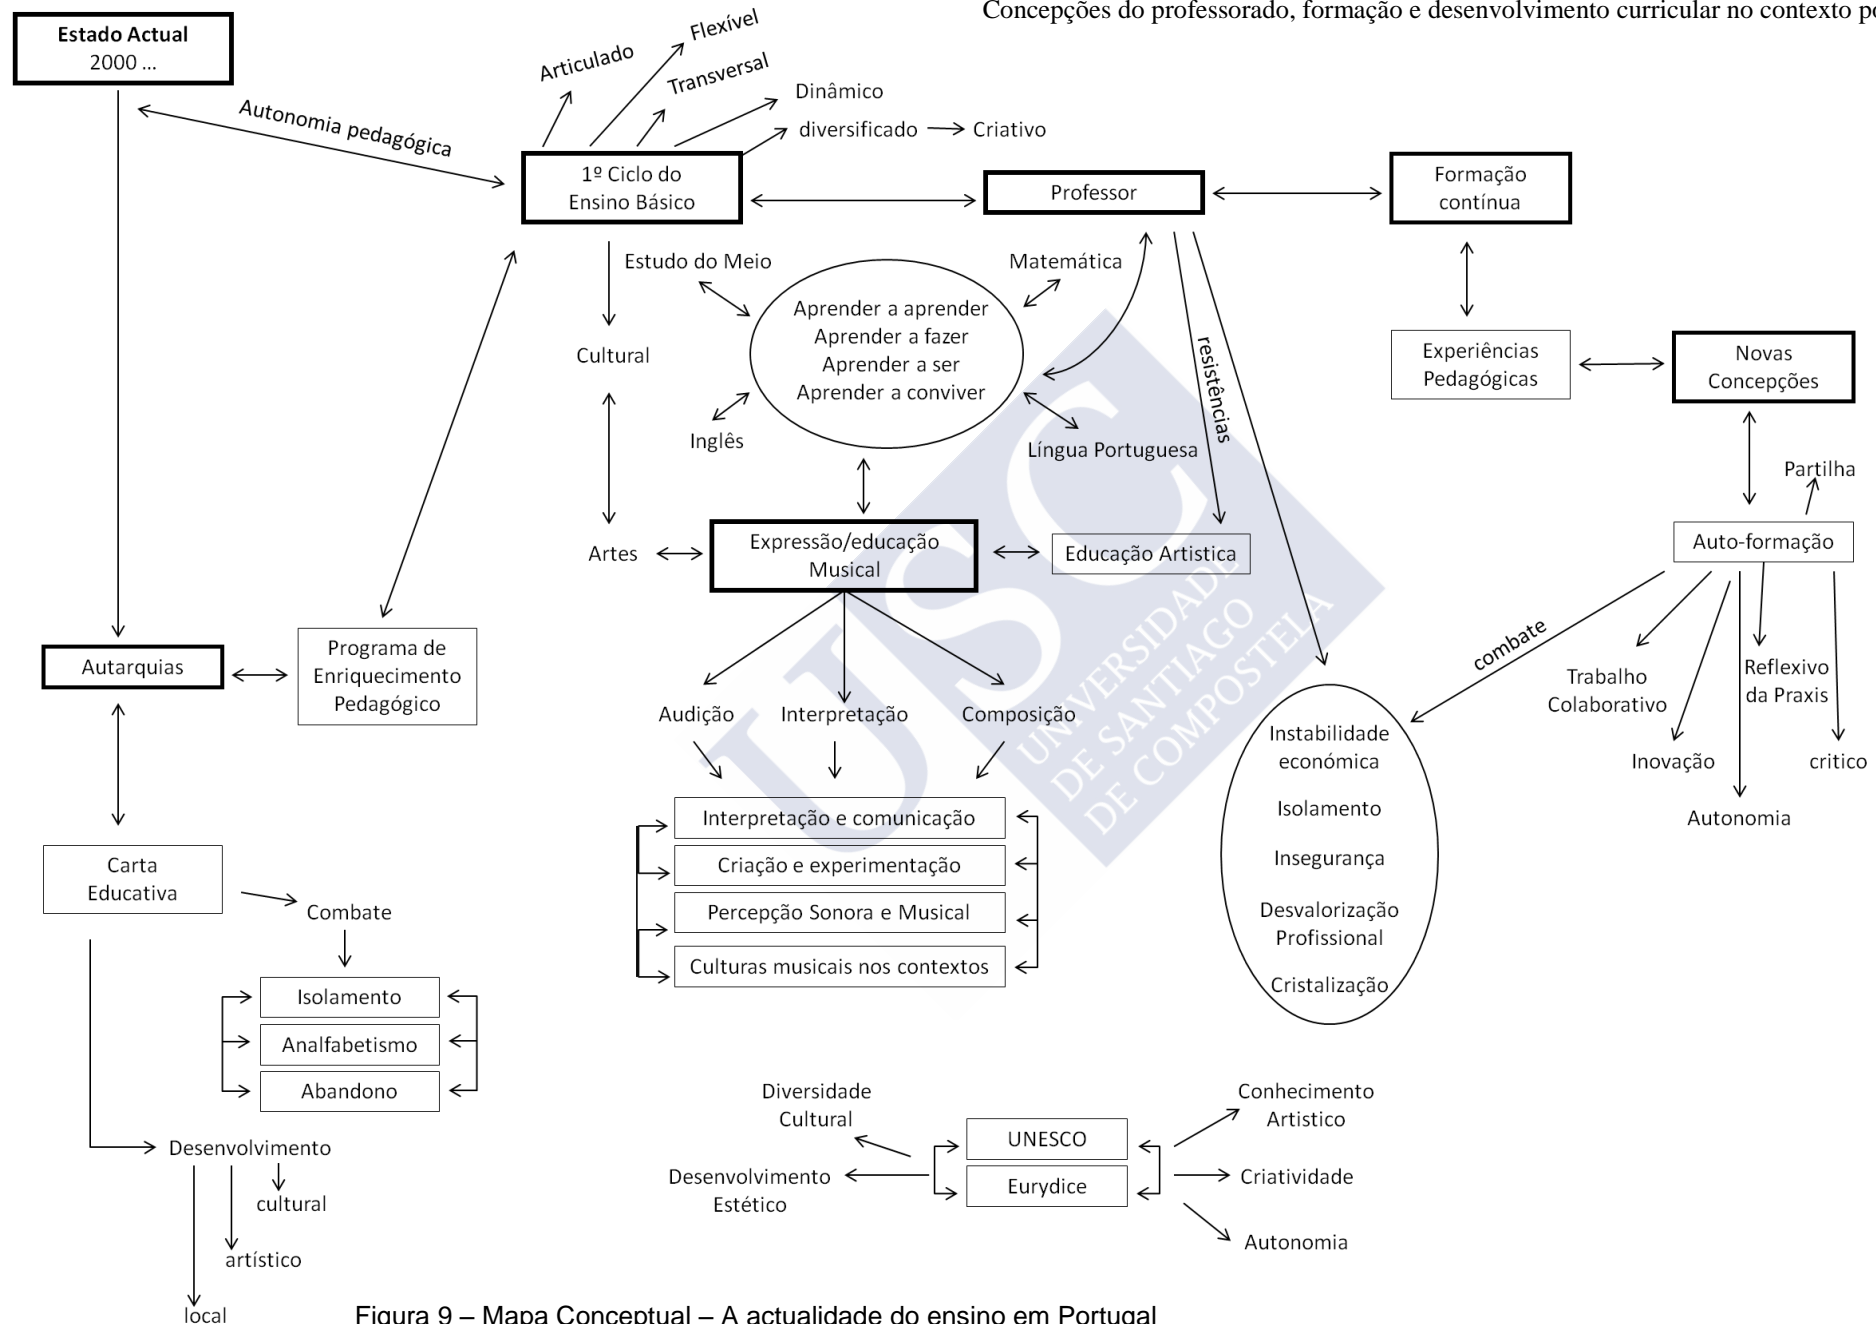 Concepções do professorado, formação e desenvolvimento curricular no contexto
Estado Actual
2000 ...
Autonomia pedagógica
Articulado
Flexível
Transversal
Dinâmico
diversificado
Criativo
1º Ciclo do
Ensino Básico
Professor
Formação
contínua
Estudo do Meio
Matemática
Aprender a aprender
Aprender a fazer
Aprender a ser
Aprender a conviver
Cultural
Inglês
Língua Portuguesa
resistências
Experiências
Pedagógicas
Novas
Concepções
Partilha
Artes
Expressão/educação
Musical
Educação Artistica
Auto-formação
combate
Trabalho
Colaborativo
Reflexivo
da Praxis
Inovação
critico
Autonomia
Autarquias
Programa de
Enriquecimento
Pedagógico
Audição
Interpretação
Composição
Interpretação e comunicação
Criação e experimentação
Percepção Sonora e Musical
Culturas musicais nos contextos
Instabilidade
económica
Isolamento
Insegurança
Desvalorização
Profissional
Cristalização
Carta
Educativa
Combate
Isolamento
Analfabetismo
Abandono
Desenvolvimento
cultural
artístico
local
Diversidade
Cultural
Desenvolvimento
Estético
UNESCO
Eurydice
Conhecimento
Artistico
Criatividade
Autonomia
USC
UNIVERSIDADE
DE SANTIAGO
DE COMPOSTELA
Figura 9 – Mapa Conceptual – A actualidade do ensino em Portugal